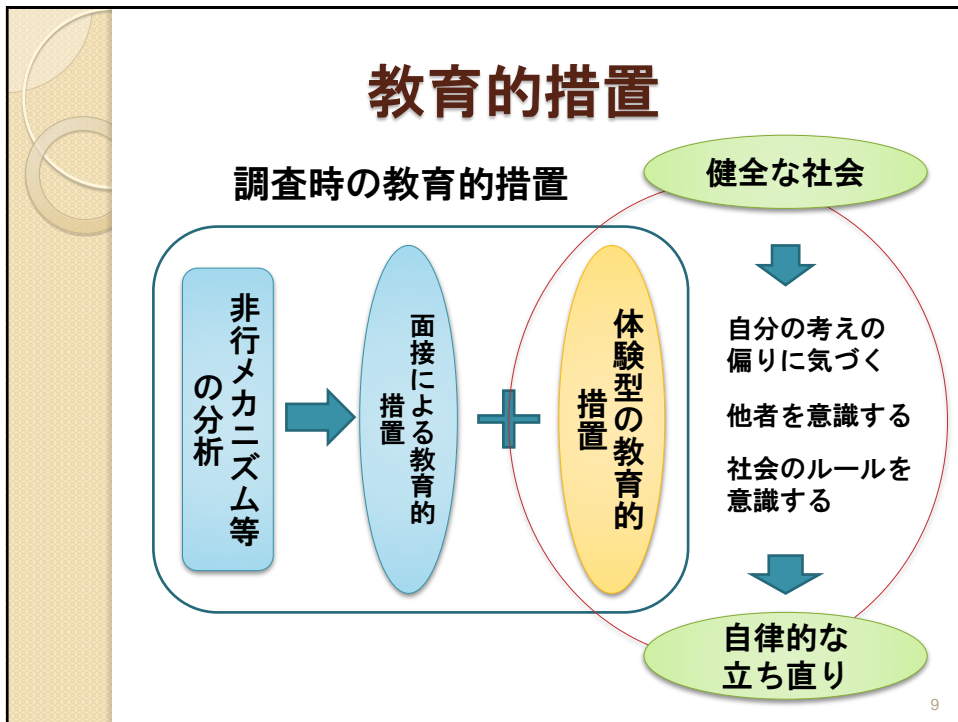 教育的措置
調査時の教育的措置
健全な社会
非行メカニズム等
の分析
面接による教育的
措置
体験型の教育的
措置
自分の考えの
偏りに気づく
他者を意識する
社会のルールを
意識する
自律的な
立ち直り
9